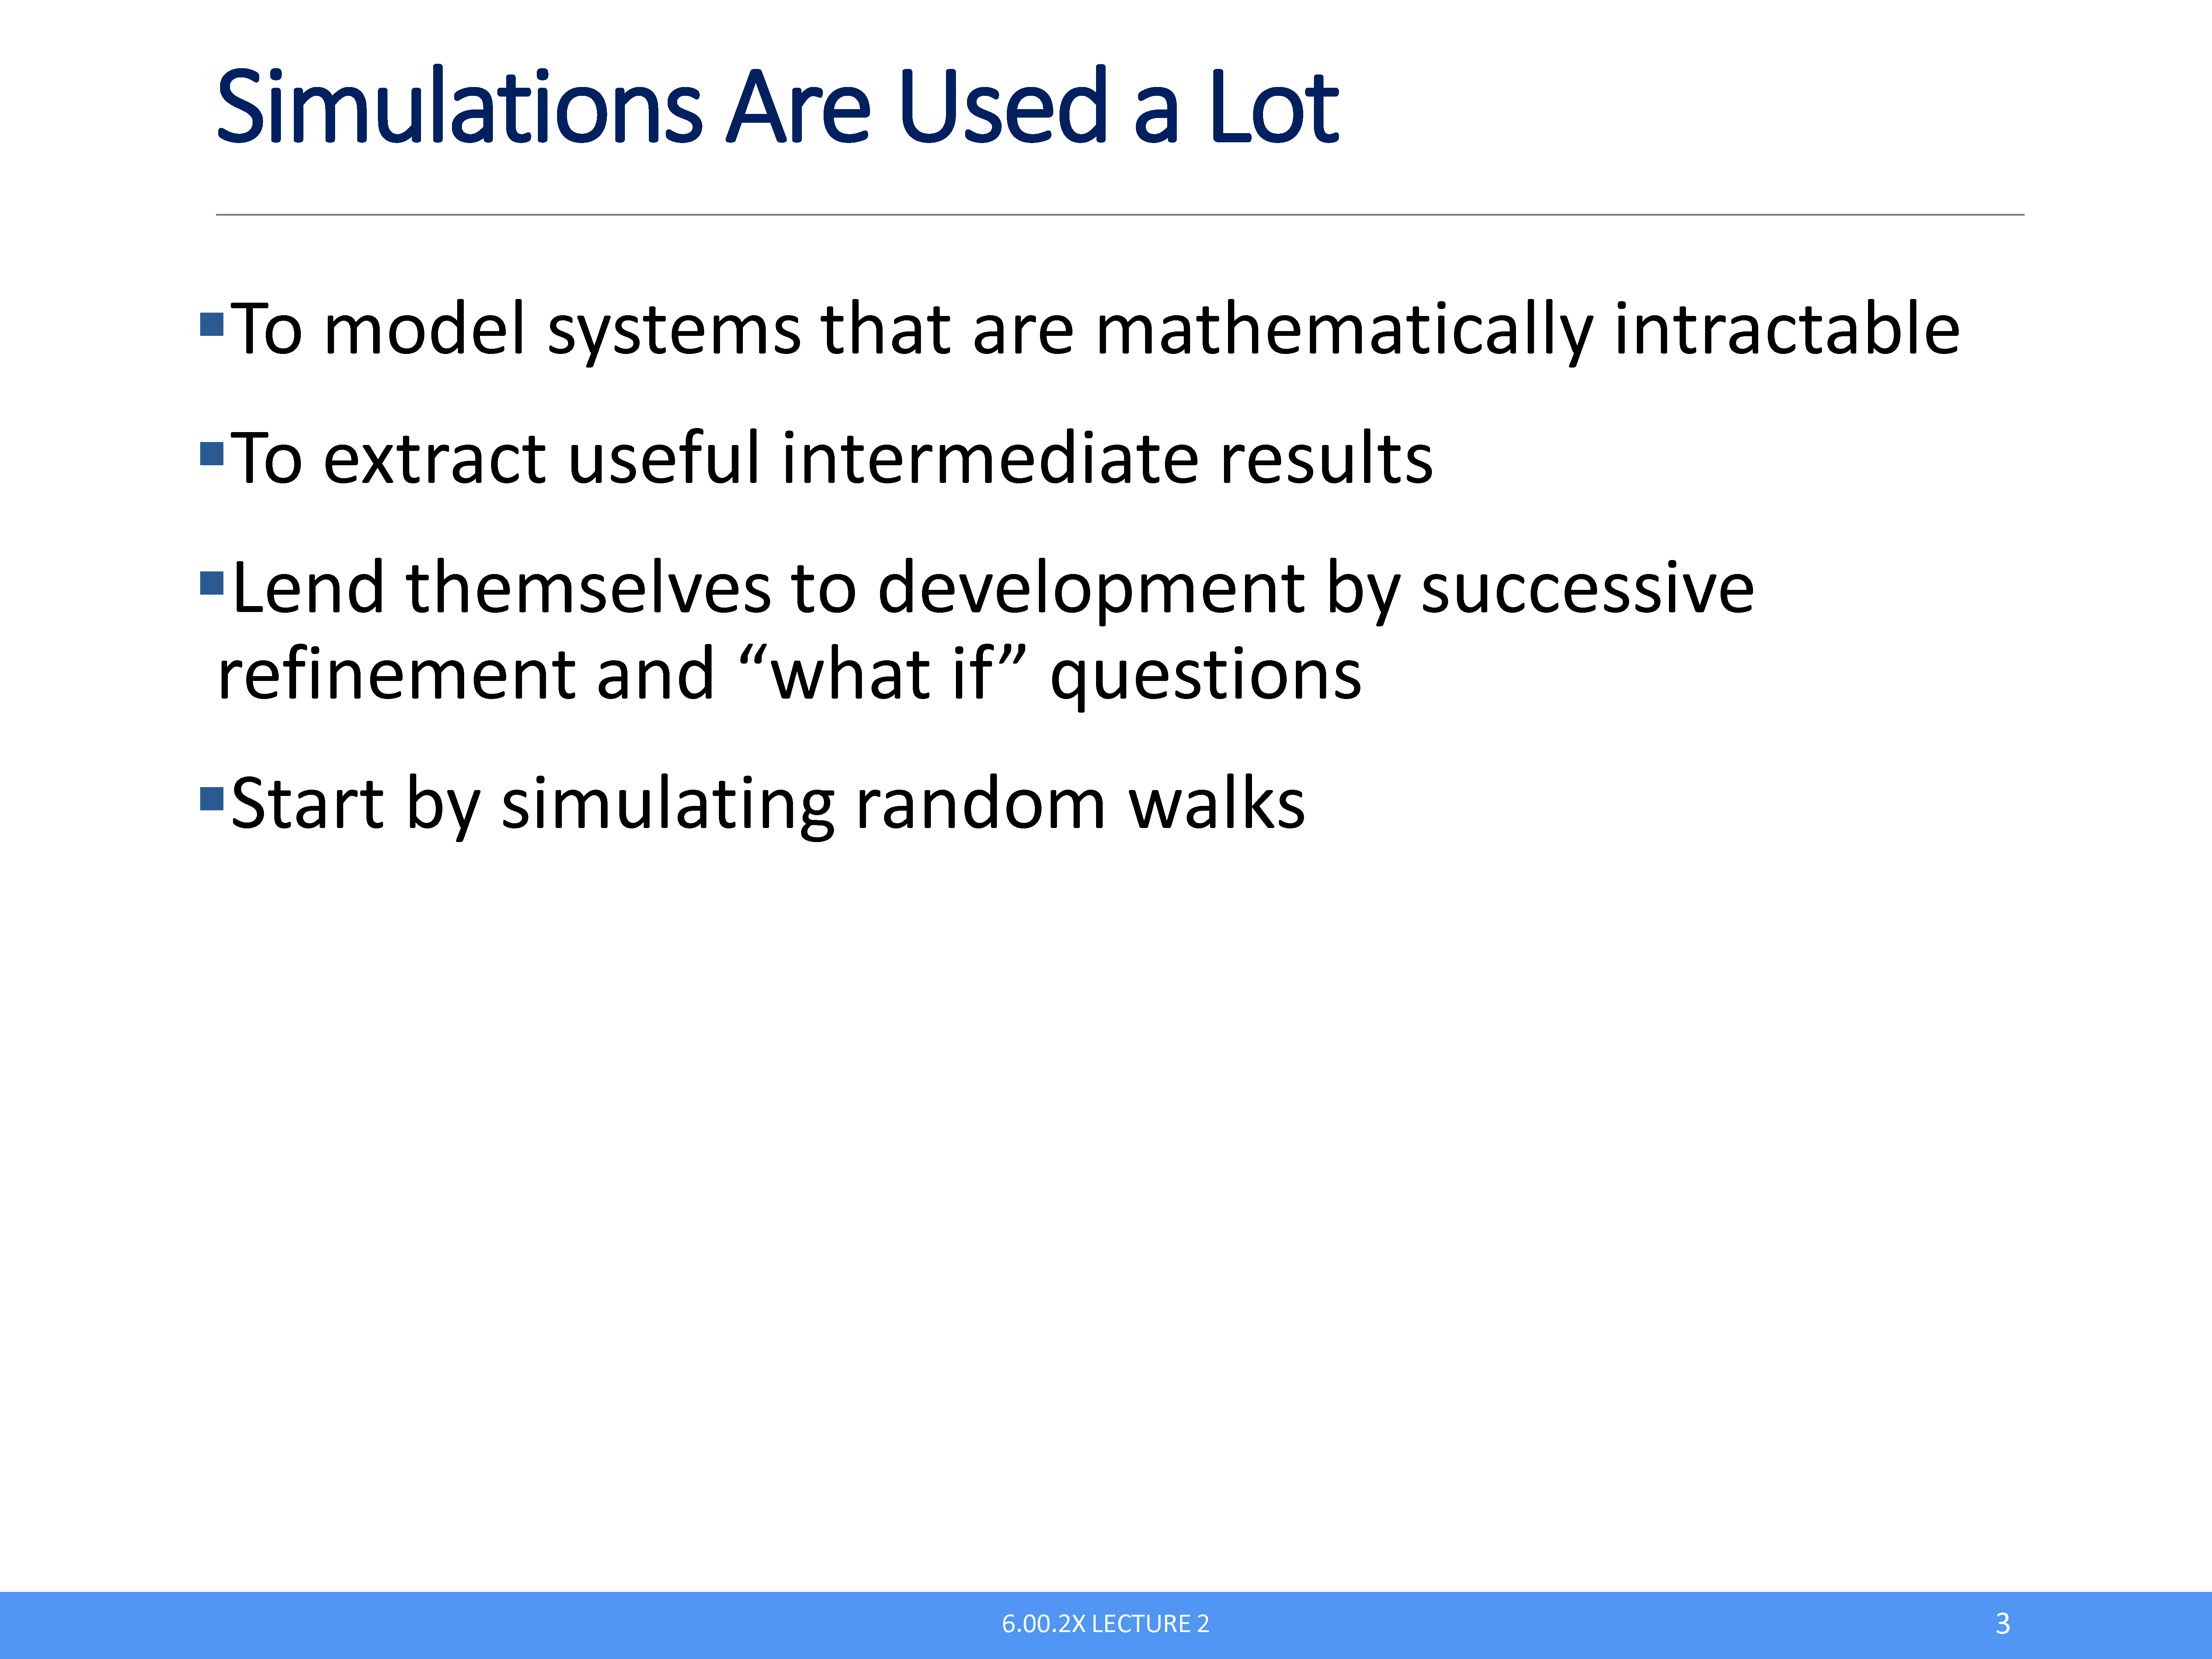 Simulations Are Used a Lot
▪To model systems that are mathematically intractable
▪To extract useful intermediate results
▪Lend themselves to development by successive
refinement and “what if” questions
▪Start by simulating random walks
6.00.2X LECTURE 2
3